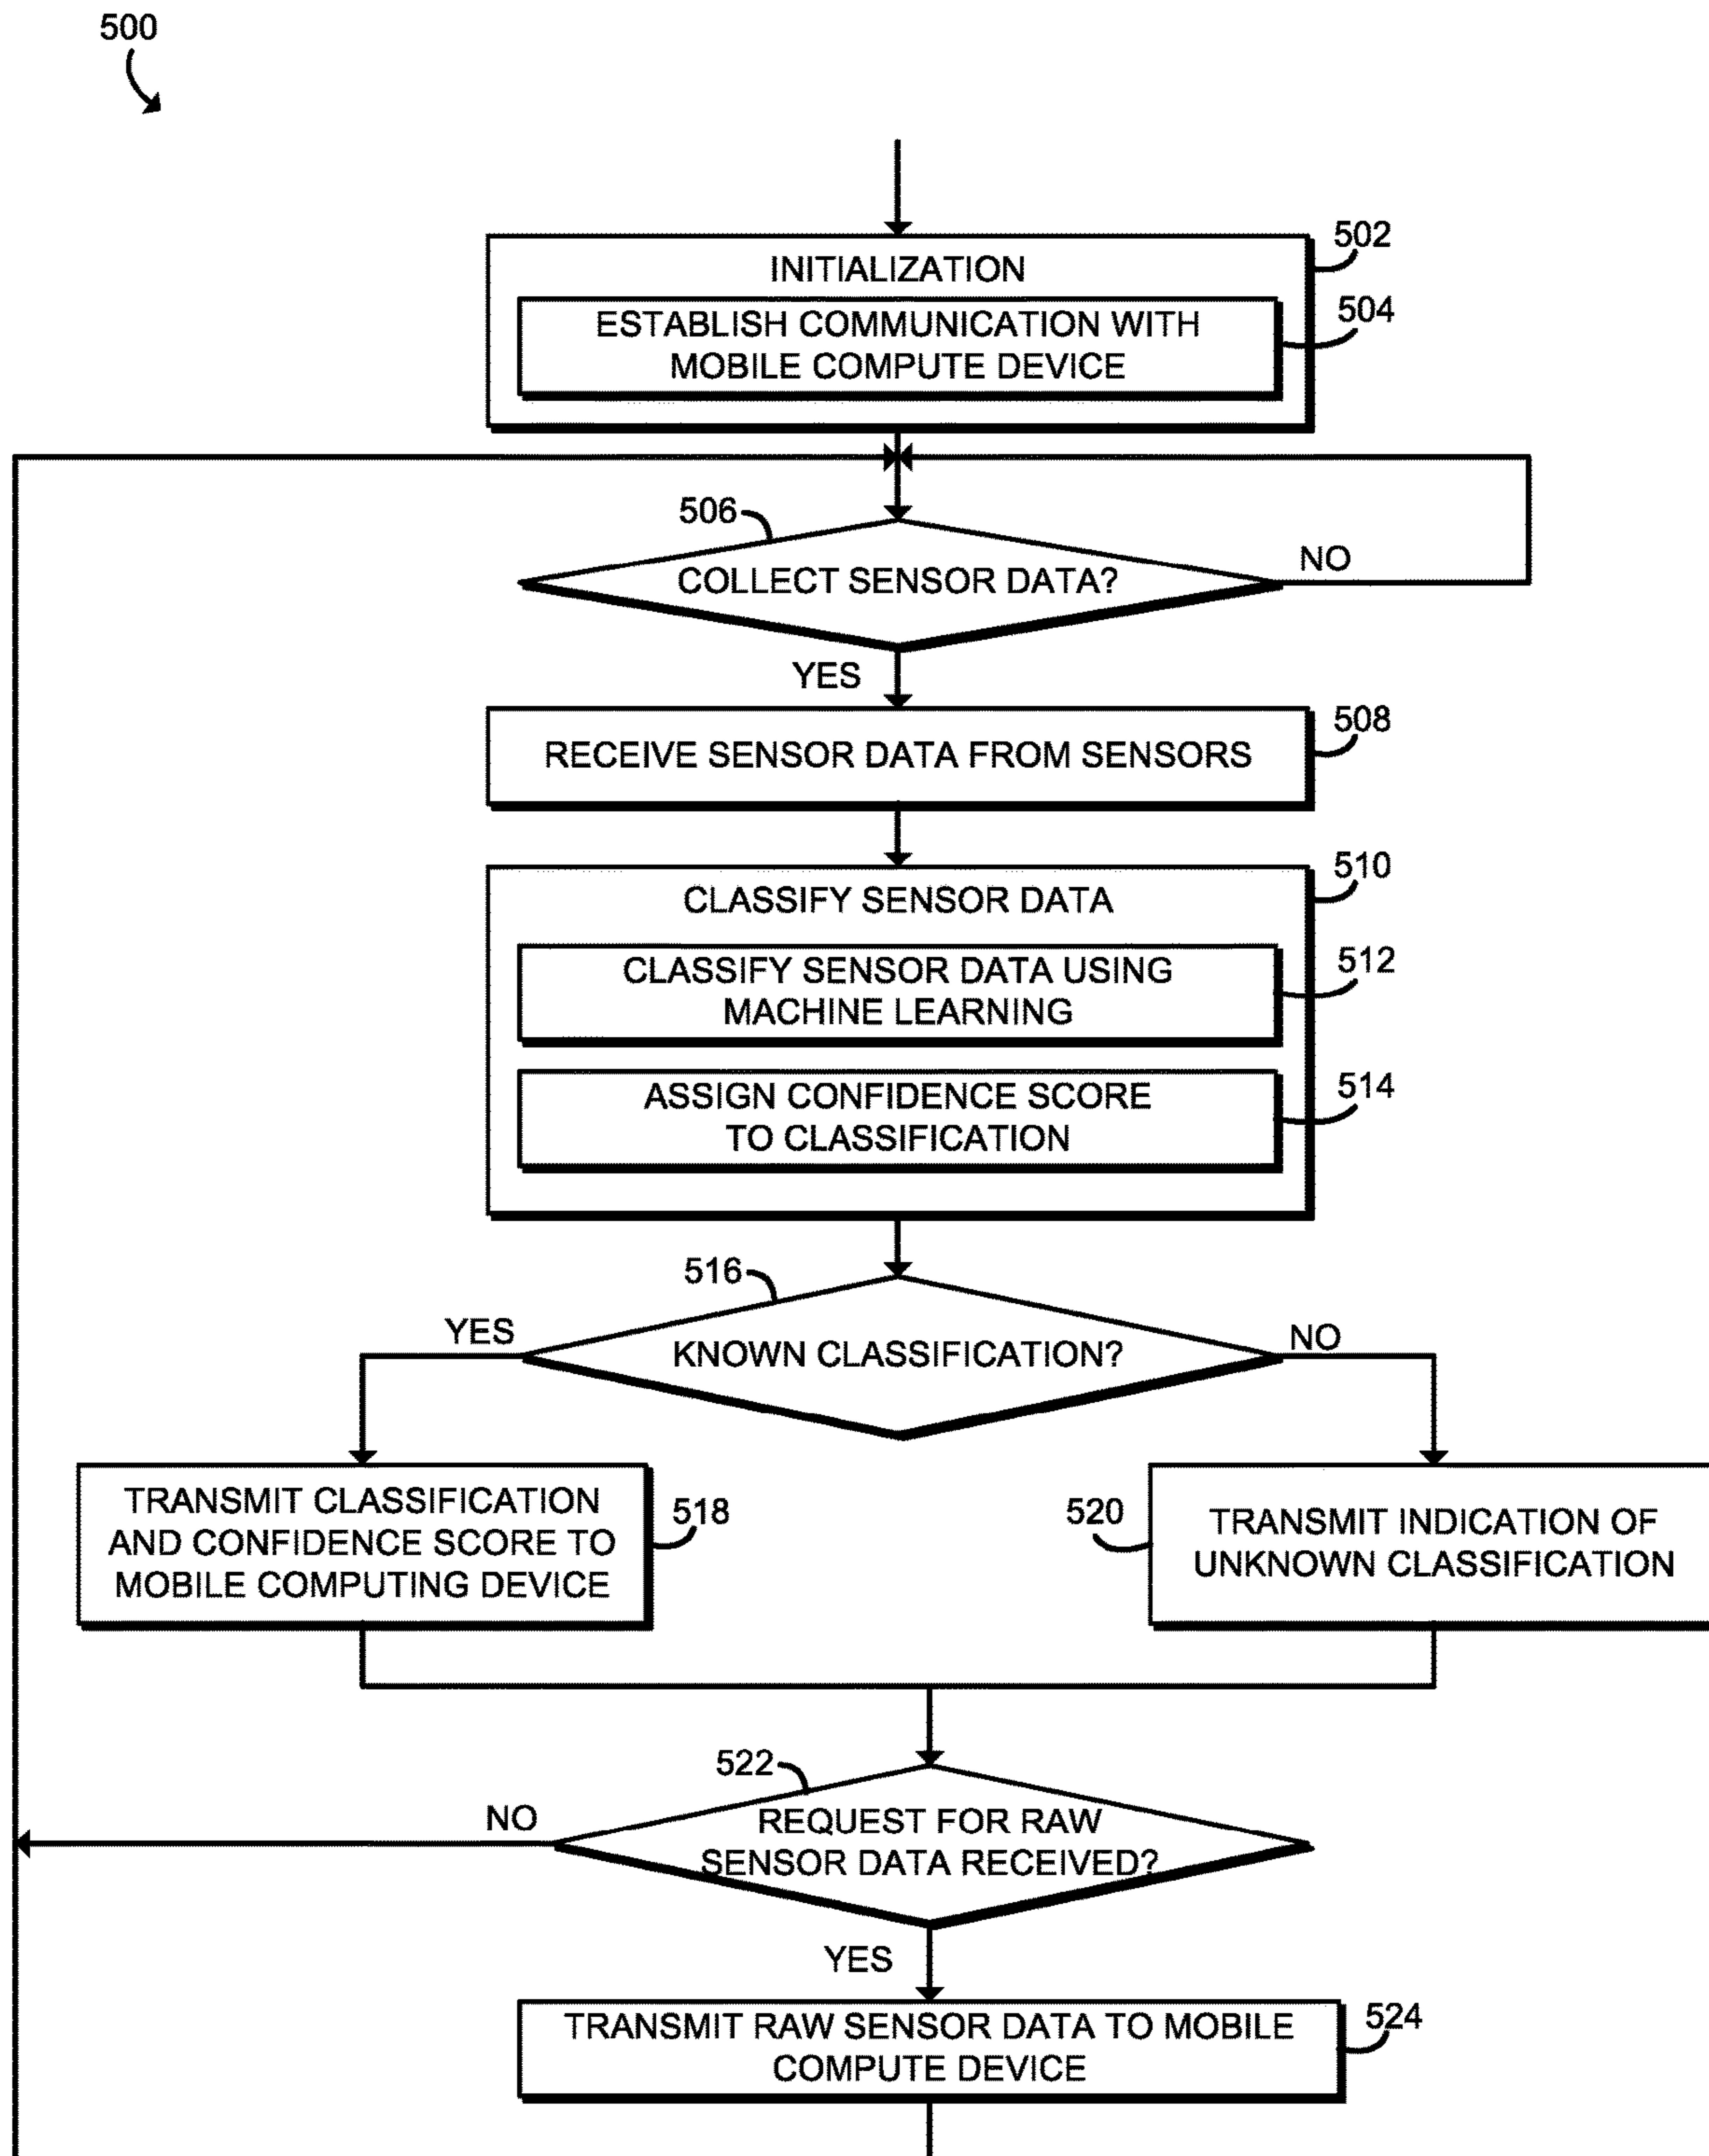 500
502
INITIALIZATION
504
ESTABLISH COMMUNICATION WITH
MOBILE COMPUTE DEVICE
506
COLLECT SENSOR DATA?
NO
YES
508
RECEIVE SENSOR DATA FROM SENSORS
510
CLASSIFY SENSOR DATA
512
CLASSIFY SENSOR DATA USING
MACHINE LEARNING
514
ASSIGN CONFIDENCE SCORE
TO CLASSIFICATION
516
YES
KNOWN CLASSIFICATION?
NO
TRANSMIT CLASSIFICATION
AND CONFIDENCE SCORE TO
MOBILE COMPUTING DEVICE
518
520
TRANSMIT INDICATION OF
UNKNOWN CLASSIFICATION
522
NO
REQUEST FOR RAW
SENSOR DATA RECEIVED?
YES
TRANSMIT RAW SENSOR DATA TO MOBILE
COMPUTE DEVICE
524